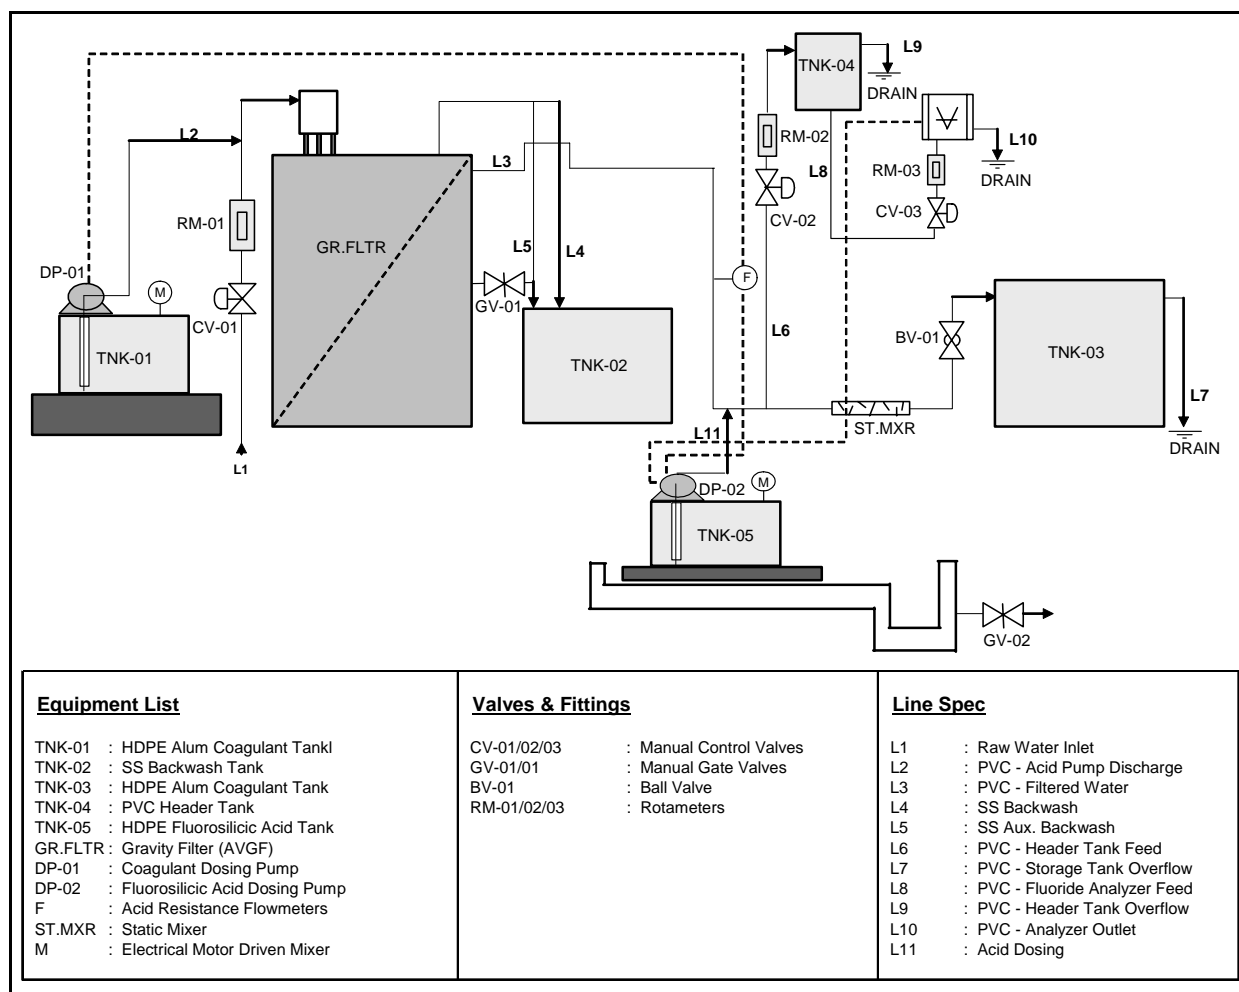 L9
TNK-04
DRAIN
L2
RM-02
L10
L3
L8
RM-03
DRAIN
CV-02
CV-03
RM-01
GR.FLTR
L5
L4
DP-01
M
F
GV-01
CV-01
L6
BV-01
TNK-01
TNK-02
TNK-03
L7
L11
ST.MXR
DRAIN
L1
DP-02
M
TNK-05
GV-02
Equipment List
TNK-01 : HDPE Alum Coagulant Tankl
TNK-02 : SS Backwash Tank
TNK-03 : HDPE Alum Coagulant Tank
TNK-04 : PVC Header Tank
TNK-05 : HDPE Fluorosilicic Acid Tank
GR.FLTR : Gravity Filter (AVGF)
DP-01 : Coagulant Dosing Pump
DP-02 : Fluorosilicic Acid Dosing Pump
F : Acid Resistance Flowmeters
ST.MXR : Static Mixer
M : Electrical Motor Driven Mixer
Valves & Fittings
CV-01/02/03 : Manual Control Valves
GV-01/01 : Manual Gate Valves
BV-01 : Ball Valve
RM-01/02/03 : Rotameters
Line Spec
L1 : Raw Water Inlet
L2 : PVC - Acid Pump Discharge
L3 : PVC - Filtered Water
L4 : SS Backwash
L5 : SS Aux. Backwash
L6 : PVC - Header Tank Feed
L7 : PVC - Storage Tank Overflow
L8 : PVC - Fluoride Analyzer Feed
L9 : PVC - Header Tank Overflow
L10 : PVC - Analyzer Outlet
L11 : Acid Dosing